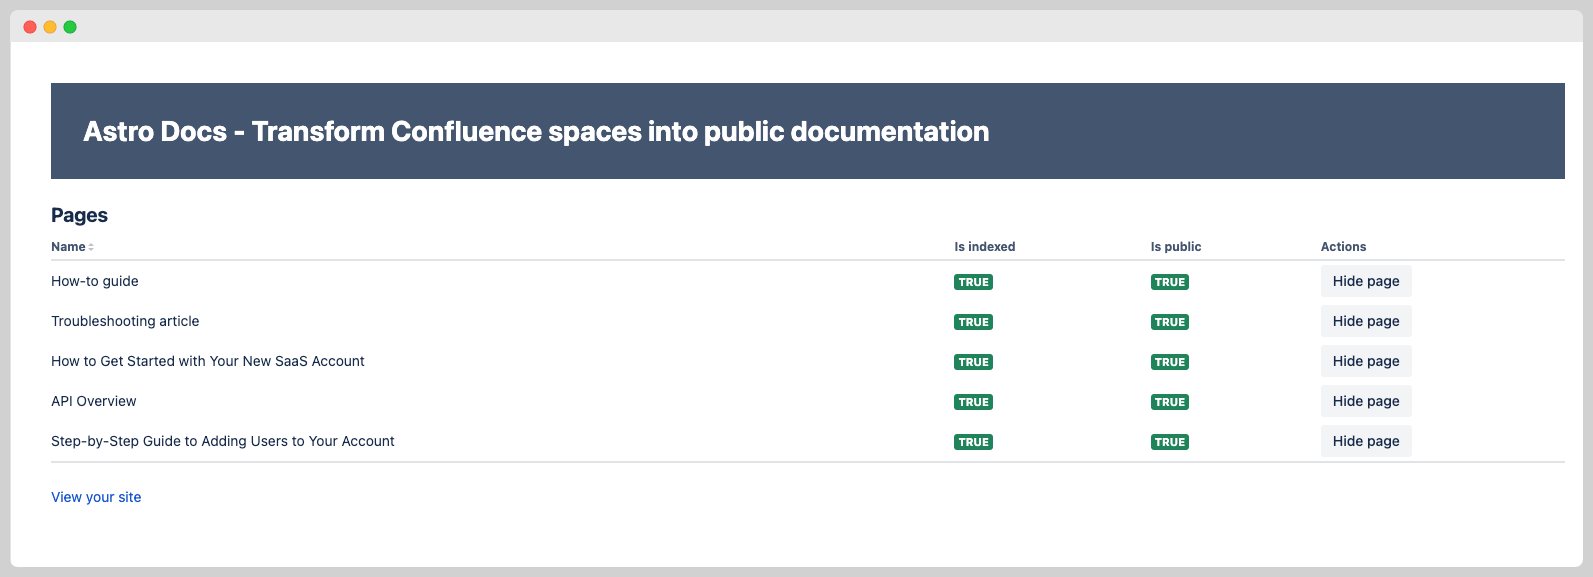 Astro Docs - Transform Confluence spaces into public documentation
Pages
Name Is indexed Is public Actions
How-to guide TRUE TRUE Hide page
Troubleshooting article TRUE TRUE Hide page
How to Get Started with Your New SaaS Account TRUE TRUE Hide page
API Overview TRUE TRUE Hide page
Step-by-Step Guide to Adding Users to Your Account TRUE TRUE Hide page
View your site